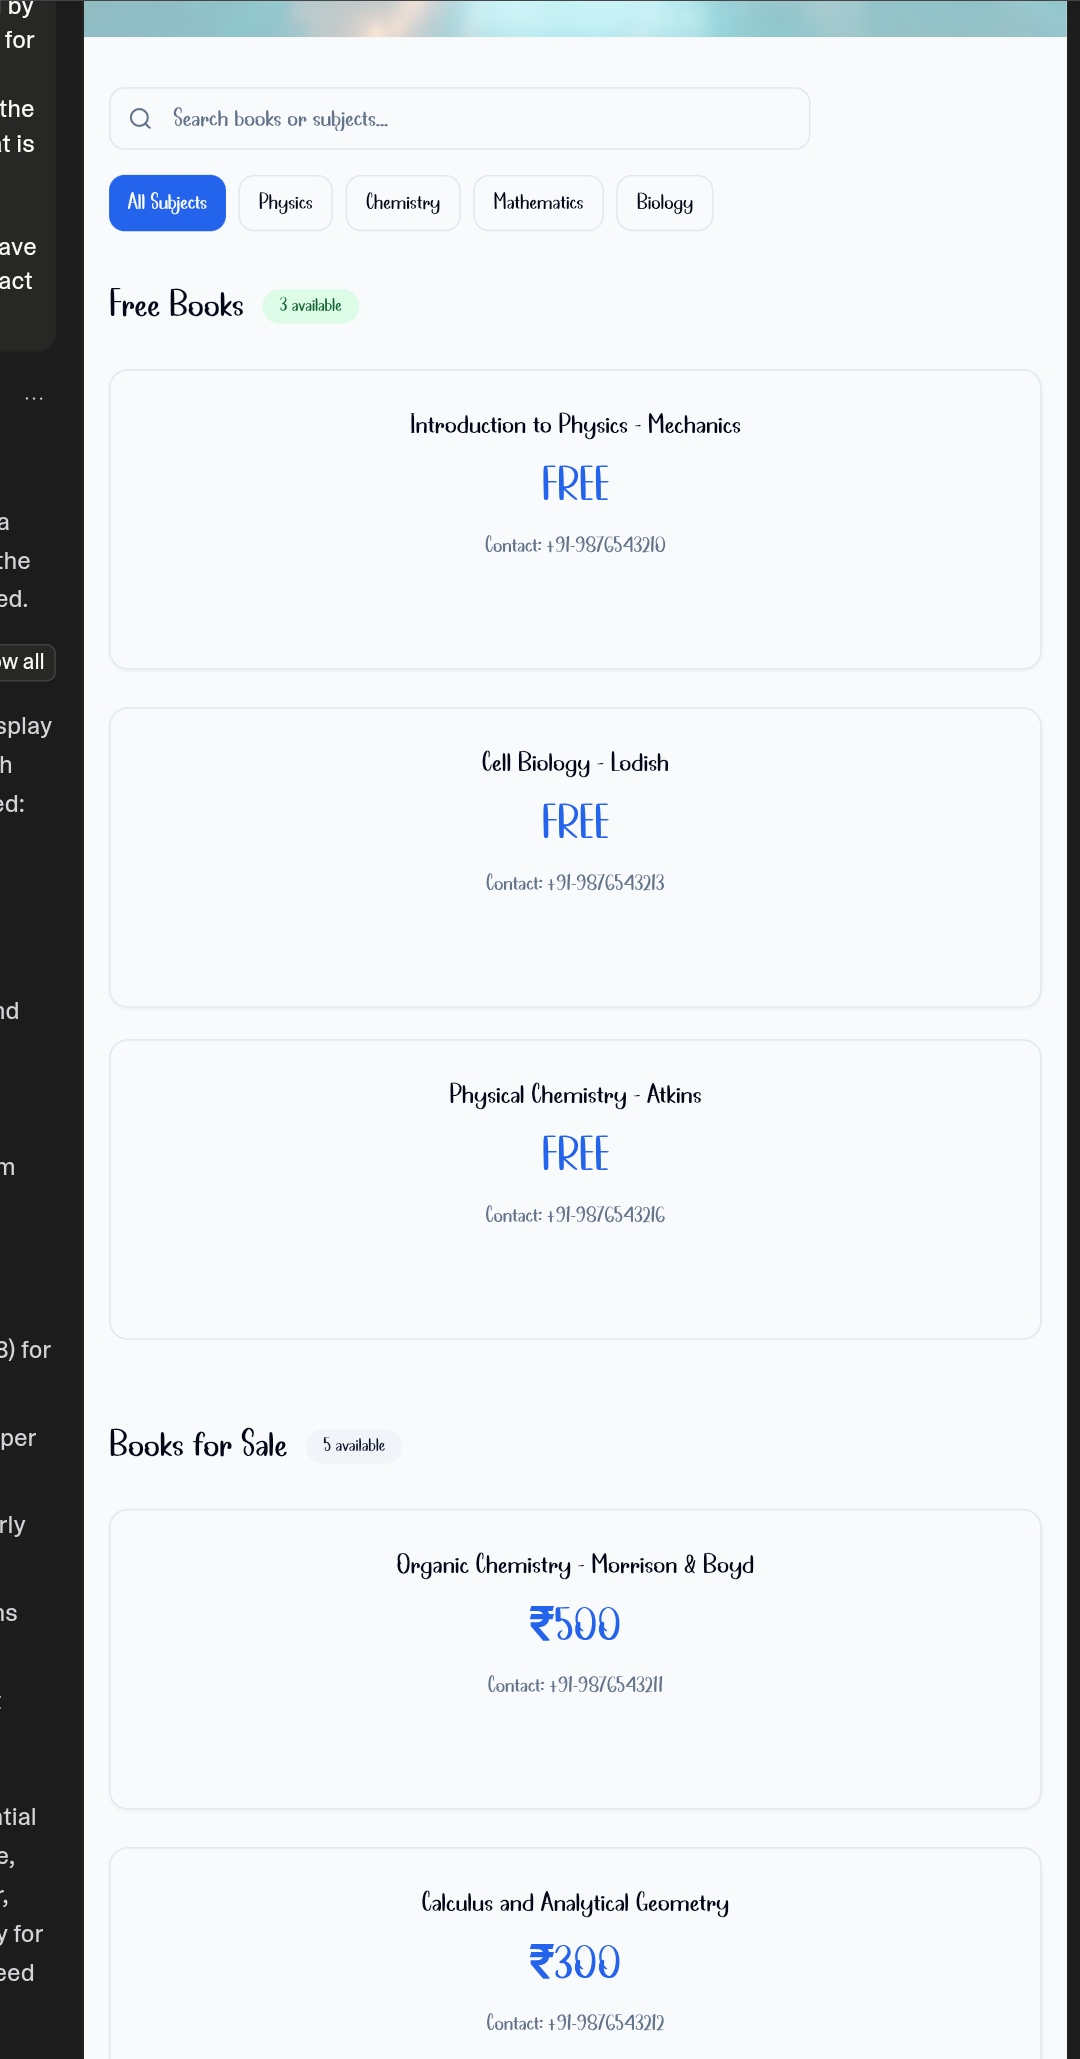 by
for
the
at is
ave
act
...
a
the
ed.
ow all
splay
h
ed:
nd
m
3) for
per
rly
ns
ntial
e,
r,
y for
eed
Search books or subjects...
All Subjects
Physics
Chemistry
Mathematics
Biology
Free Books
3 available
Introduction to Physics - Mechanics
FREE
Contact: +91-9876543210
Cell Biology - Lodish
FREE
Contact: +91-9876543213
Physical Chemistry - Atkins
FREE
Contact: +91-9876543216
Books for Sale
5 available
Organic Chemistry - Morrison & Boyd
₹500
Contact: +91-9876543211
Calculus and Analytical Geometry
₹300
Contact: +91-9876543212